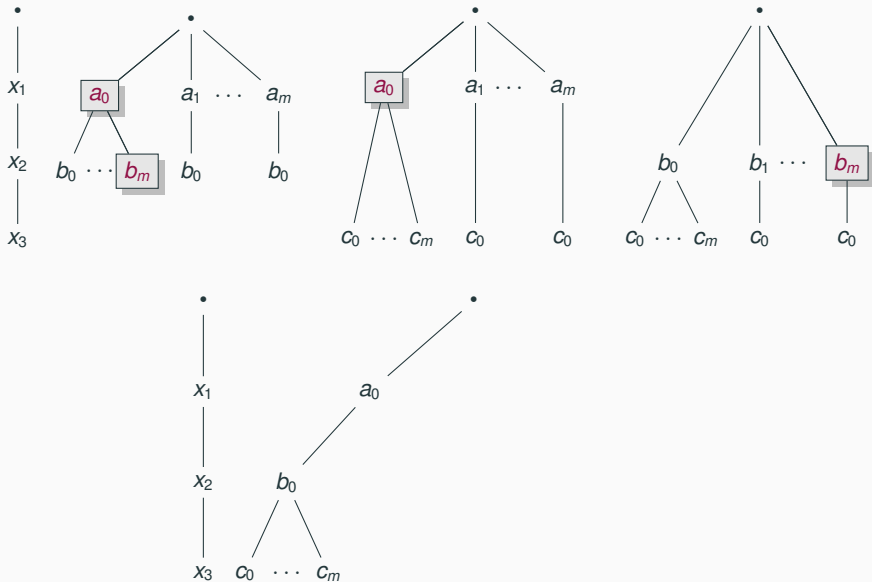 x₁ a₀ a₁ ⋯ aₘ a₀ a₁ ⋯ aₘ
x₂ b₀ ⋯ bₘ b₀ b₀ b₀ b₁ ⋯ bₘ
x₃ c₀ ⋯ cₘ c₀ c₀ c₀ ⋯ cₘ c₀ c₀
x₁ a₀
x₂ b₀
x₃ c₀ ⋯ cₘ